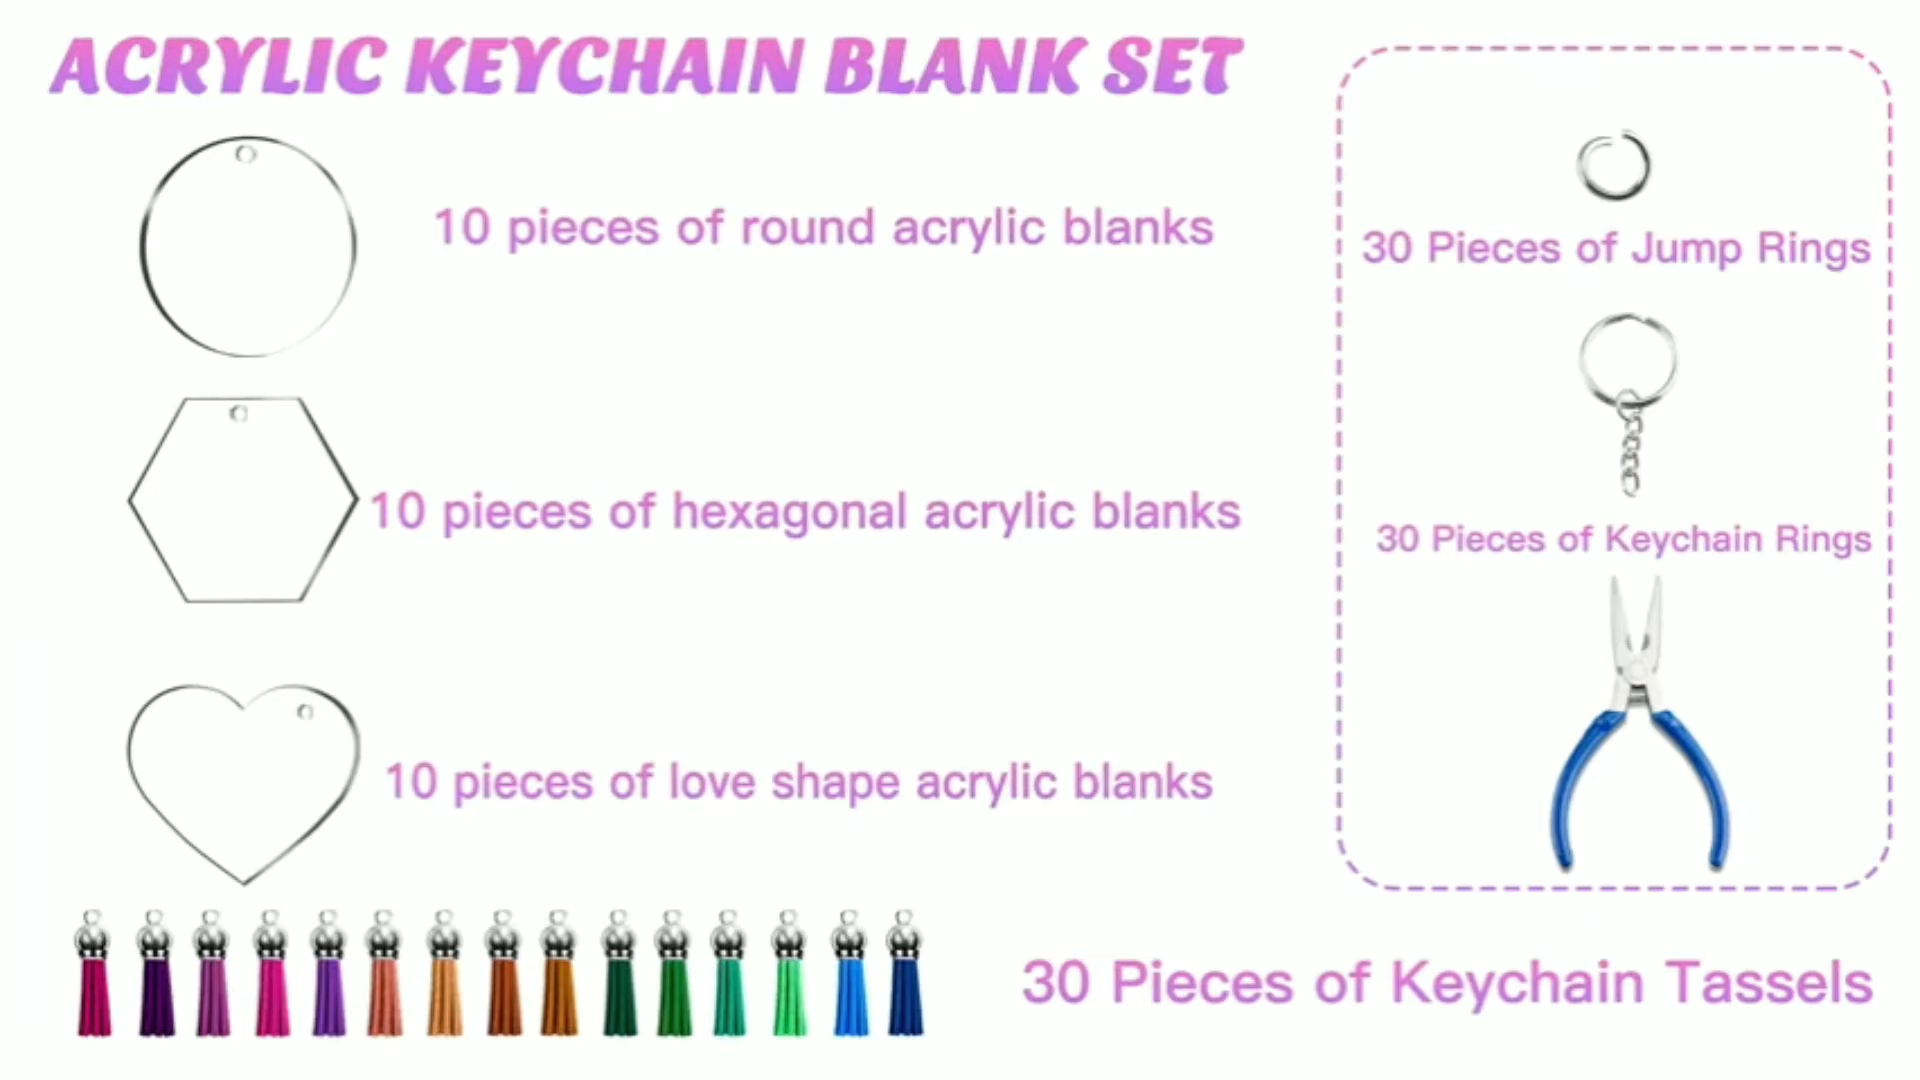 ACRYLIC KEYCHAIN BLANK SET
10 pieces of round acrylic blanks
10 pieces of hexagonal acrylic blanks
10 pieces of love shape acrylic blanks
30 Pieces of Jump Rings
30 Pieces of Keychain Rings
30 Pieces of Keychain Tassels